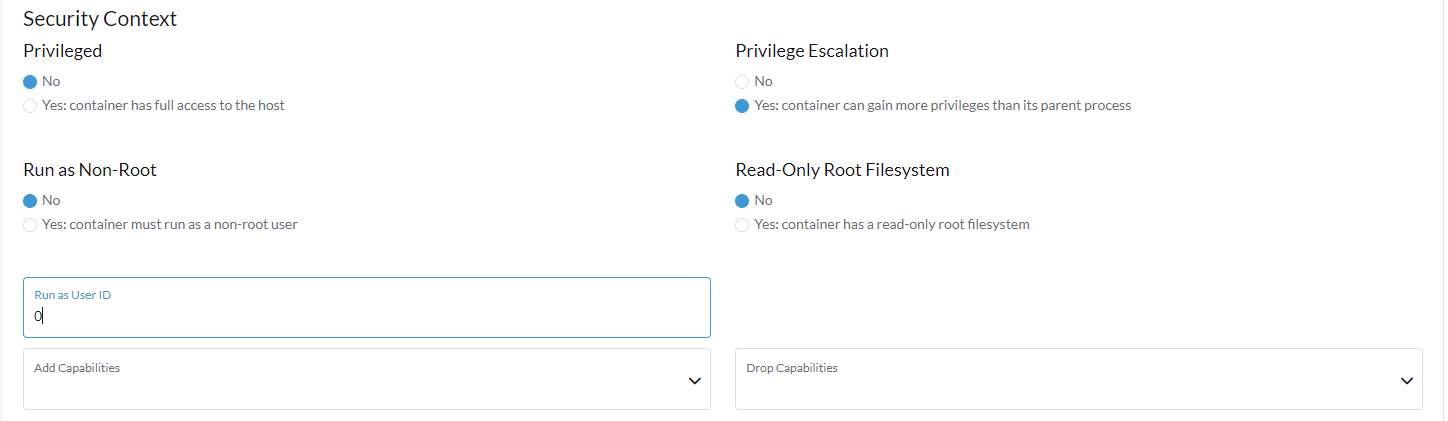 Security Context
Privileged
No
Yes: container has full access to the host
Privilege Escalation
No
Yes: container can gain more privileges than its parent process
Run as Non-Root
No
Yes: container must run as a non-root user
Read-Only Root Filesystem
No
Yes: container has a read-only root filesystem
Run as User ID
0
Add Capabilities
Drop Capabilities